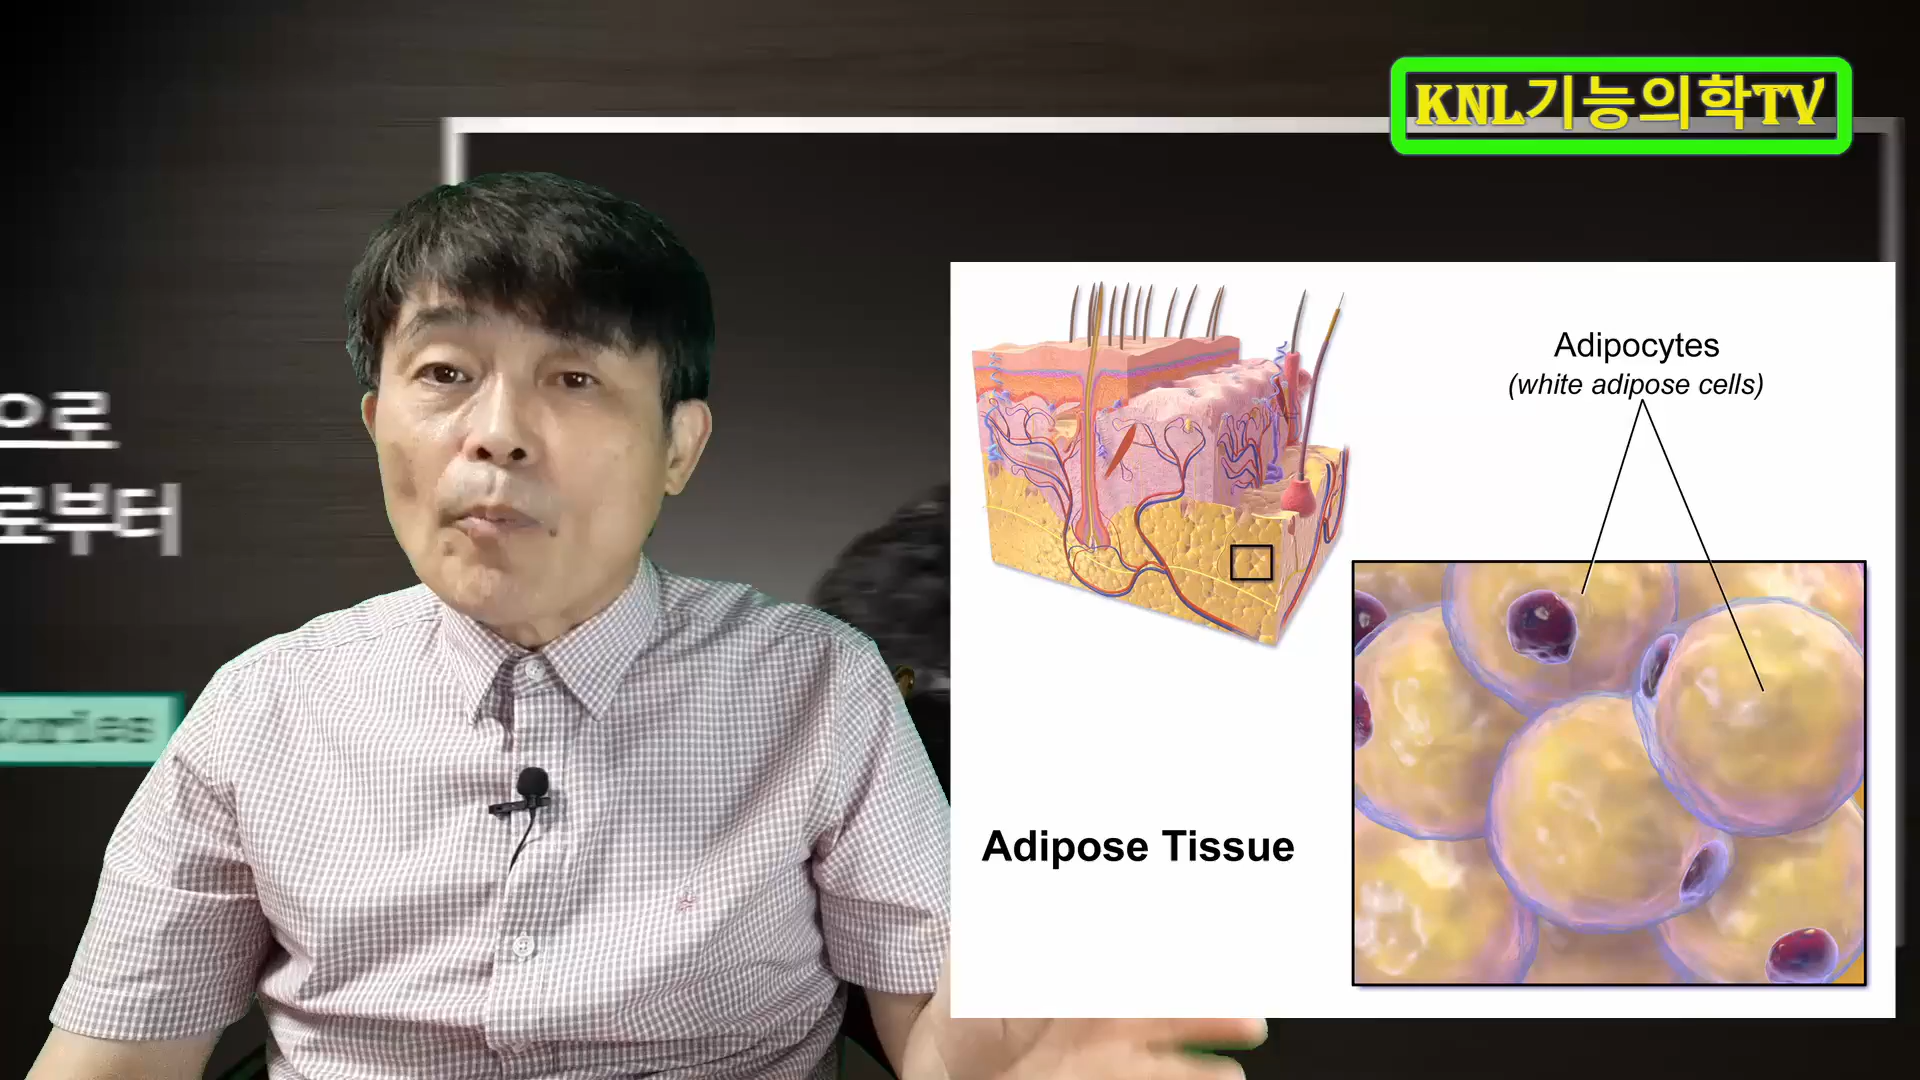 KNL기능의학TV
으로
로부터
Adipocytes
(white adipose cells)
Adipose Tissue